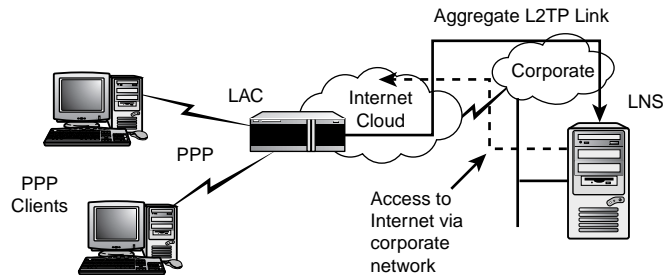 Aggregate L2TP Link
Corporate
LAC
Internet
Cloud
LNS
PPP
PPP
Clients
Access to
Internet via
corporate
network